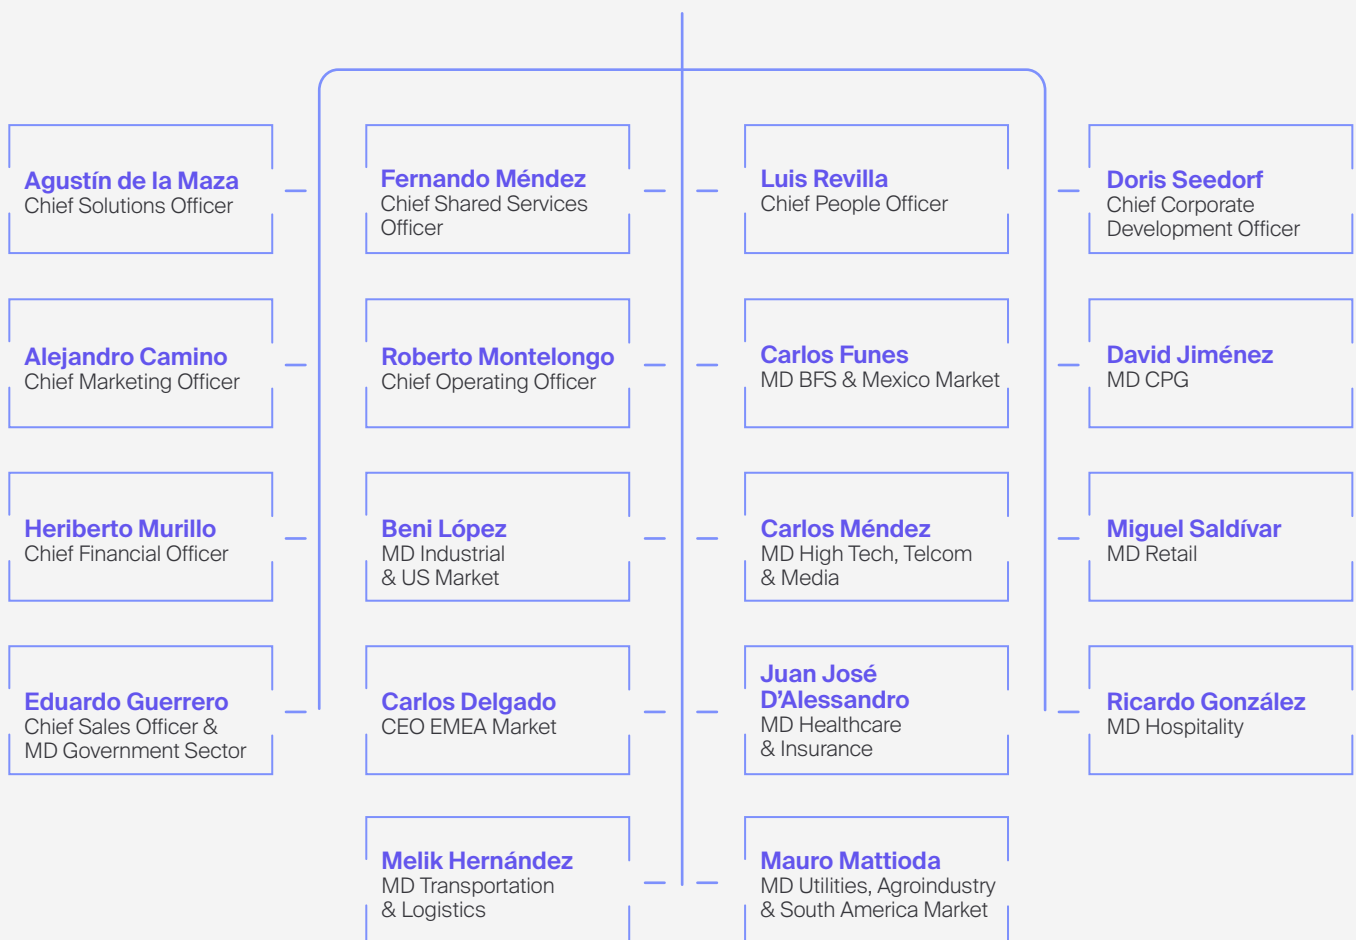 Agustín de la Maza
Chief Solutions Officer
Fernando Méndez
Chief Shared Services
Officer
Luis Revilla
Chief People Officer
Doris Seedorf
Chief Corporate
Development Officer
Alejandro Camino
Chief Marketing Officer
Roberto Montelongo
Chief Operating Officer
Carlos Funes
MD BFS & Mexico Market
David Jiménez
MD CPG
Heriberto Murillo
Chief Financial Officer
Beni López
MD Industrial
& US Market
Carlos Méndez
MD High Tech, Telcom
& Media
Miguel Saldívar
MD Retail
Eduardo Guerrero
Chief Sales Officer &
MD Government Sector
Carlos Delgado
CEO EMEA Market
Juan José
D’Alessandro
MD Healthcare
& Insurance
Ricardo González
MD Hospitality
Melik Hernández
MD Transportation
& Logistics
Mauro Mattioda
MD Utilities, Agroindustry
& South America Market